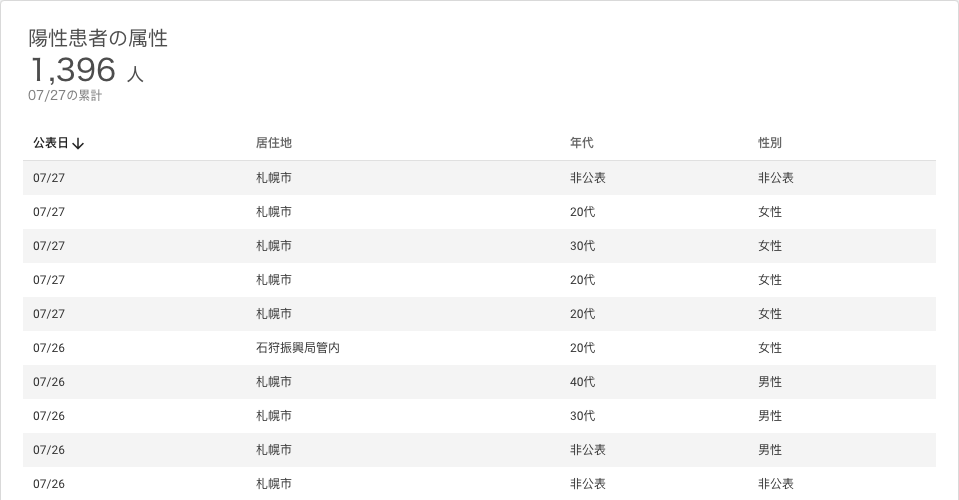 陽性患者の属性
1,396 人
07/27の累計
公表日 居住地 年代 性別
07/27 札幌市 非公表 非公表
07/27 札幌市 20代 女性
07/27 札幌市 30代 女性
07/27 札幌市 20代 女性
07/27 札幌市 20代 女性
07/26 石狩振興局管内 20代 女性
07/26 札幌市 40代 男性
07/26 札幌市 30代 男性
07/26 札幌市 非公表 男性
07/26 札幌市 非公表 非公表